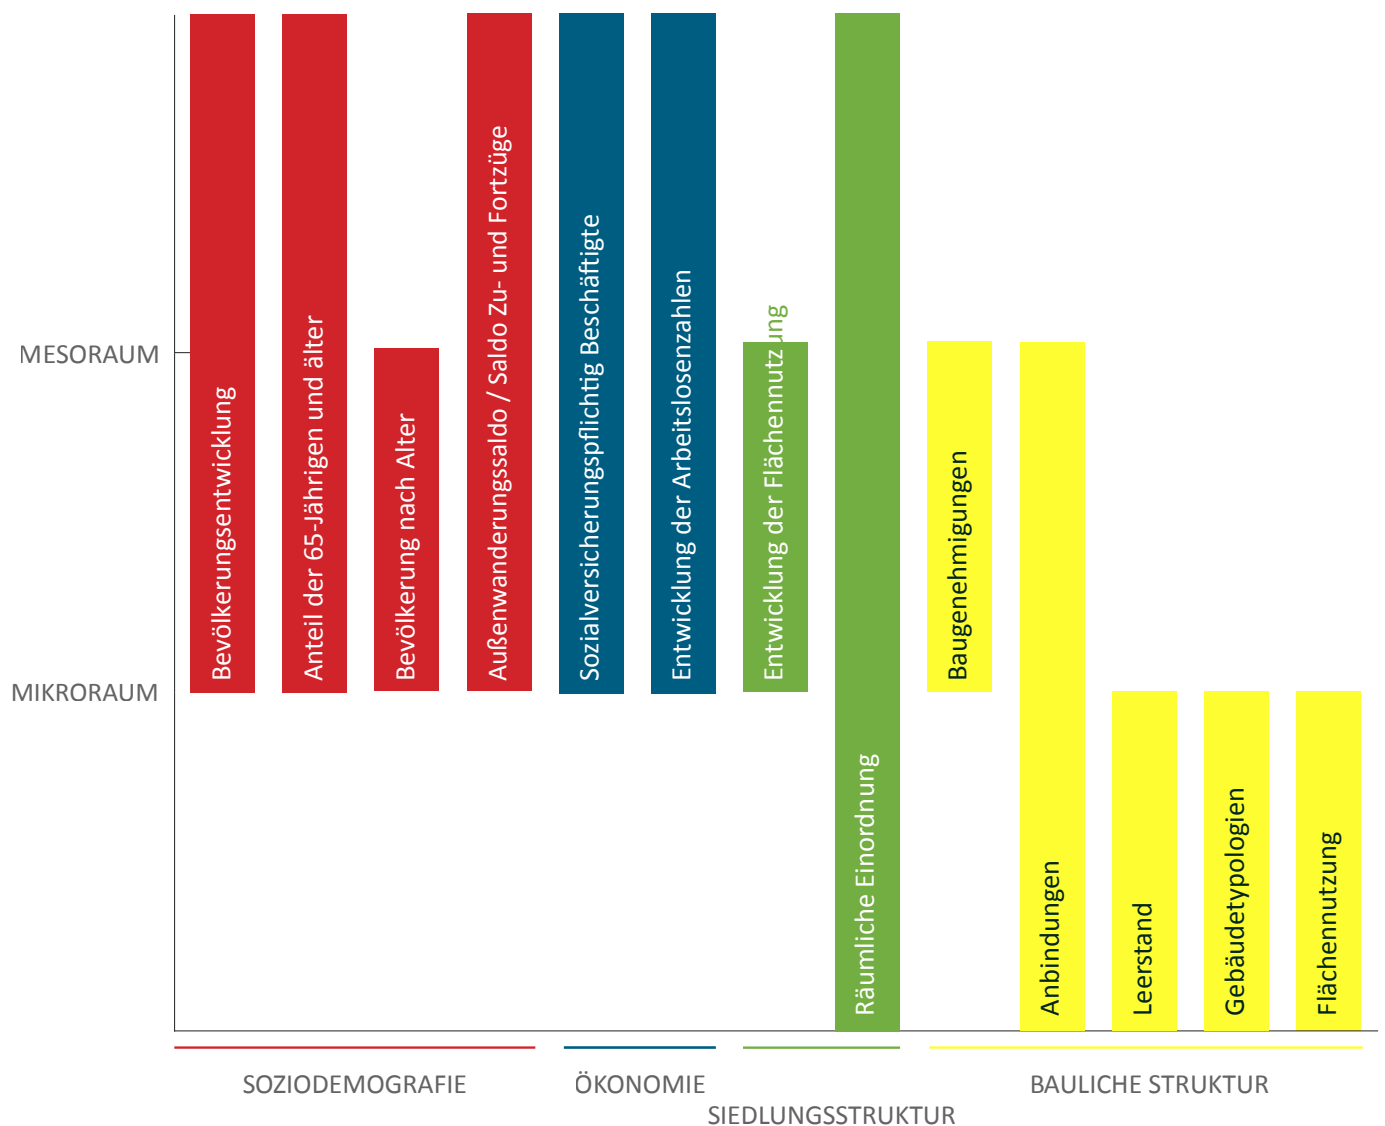 MESORAUM
MIKRORAUM
Bevölkerungsentwicklung
Anteil der 65-Jährigen und älter
Bevölkerung nach Alter
Außenwanderungssaldo / Saldo Zu- und Fortzüge
Sozialversicherungspflichtig Beschäftigte
Entwicklung der Arbeitslosenzahlen
Entwicklung der Flächennutzung
Räumliche Einordnung
Baugenehmigungen
Anbindungen
Leerstand
Gebäudetypologien
Flächennutzung
SOZIODEMOGRAFIE
ÖKONOMIE
SIEDLUNGSSTRUKTUR
BAULICHE STRUKTUR